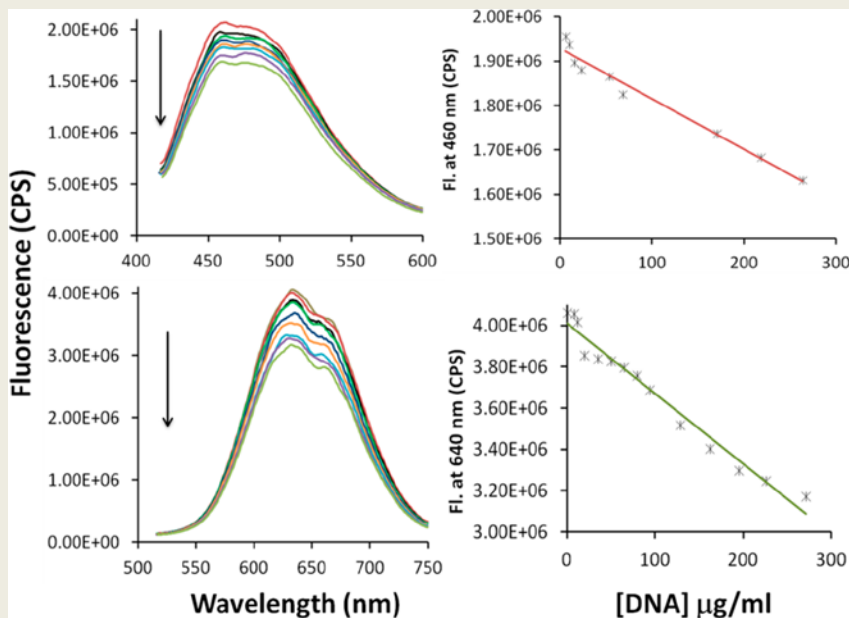 Fluorescence (CPS)
2.00E+06
1.50E+06
1.00E+06
5.00E+05
0.00E+00
400 450 500 550 600
Fl. at 460 nm (CPS)
2.00E+06
1.90E+06
1.80E+06
1.70E+06
1.60E+06
1.50E+06
0 100 200 300
4.00E+06
3.00E+06
2.00E+06
1.00E+06
0.00E+00
500 550 600 650 700 750
Wavelength (nm)
Fl. at 640 nm (CPS)
4.00E+06
3.80E+06
3.60E+06
3.40E+06
3.20E+06
3.00E+06
0 100 200 300
[DNA] μg/ml